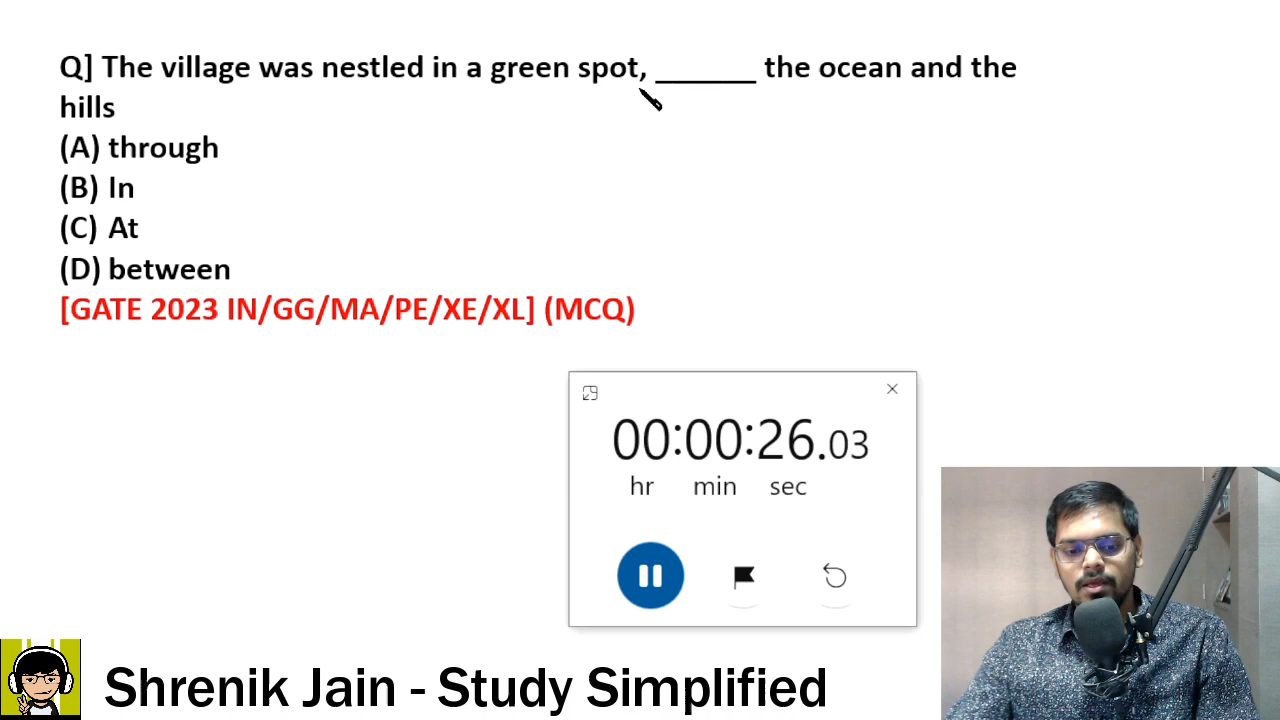 Q] The village was nestled in a green spot, _______ the ocean and the
hills
(A) through
(B) In
(C) At
(D) between
[GATE 2023 IN/GG/MA/PE/XE/XL] (MCQ)
00:00:26.03
hr min sec
Shrenik Jain - Study Simplified